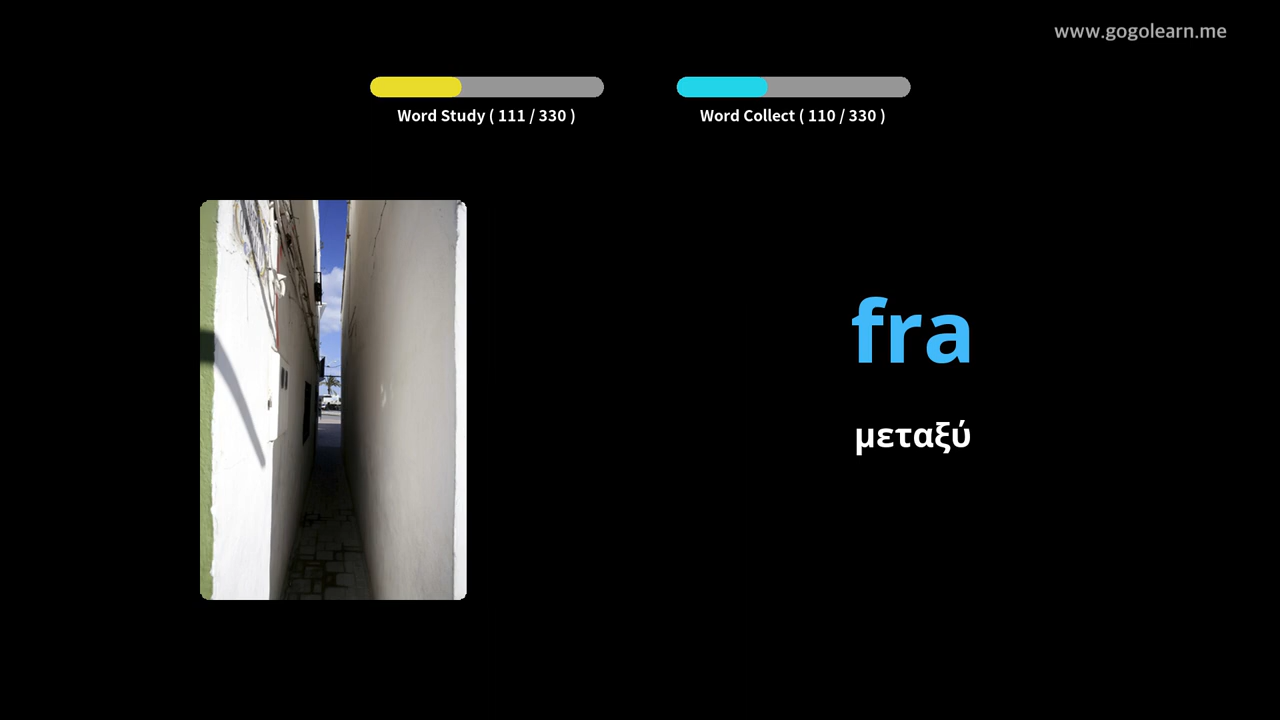 www.gogolearn.me
Word Study ( 111 / 330 )
Word Collect ( 110 / 330 )
fra
μεταξύ